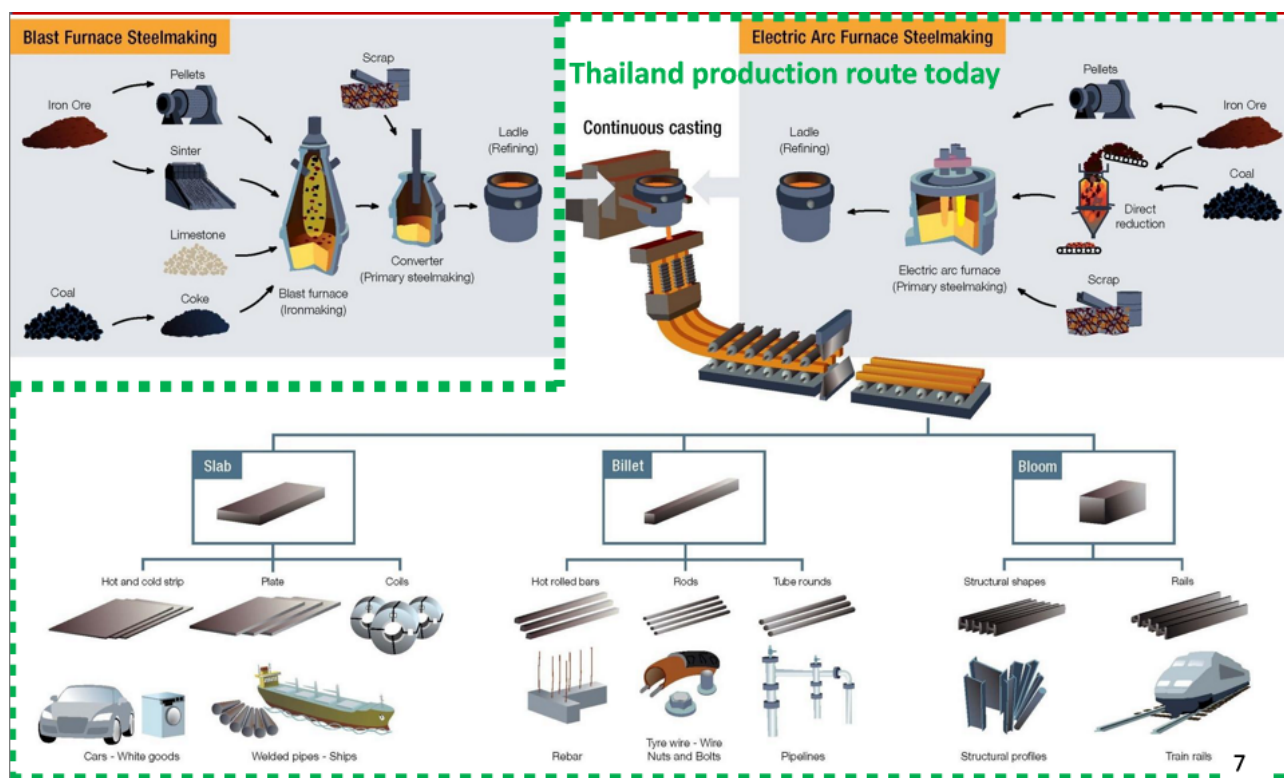 Blast Furnace Steelmaking
Electric Arc Furnace Steelmaking
Thailand production route today
Iron Ore
Pellets
Sinter
Limestone
Coal
Coke
Blast furnace
(Ironmaking)
Scrap
Converter
(Primary steelmaking)
Ladle
(Refining)
Continuous casting
Ladle
(Refining)
Electric arc furnace
(Primary steelmaking)
Pellets
Iron Ore
Direct
reduction
Coal
Scrap
Slab
Billet
Bloom
Hot and cold strip
Plate
Coils
Hot rolled bars
Rods
Tube rounds
Structural shapes
Rails
Cars - White goods
Welded pipes - Ships
Rebar
Tyre wire - Wire
Nuts and Bolts
Pipelines
Structural profiles
Train rails
7